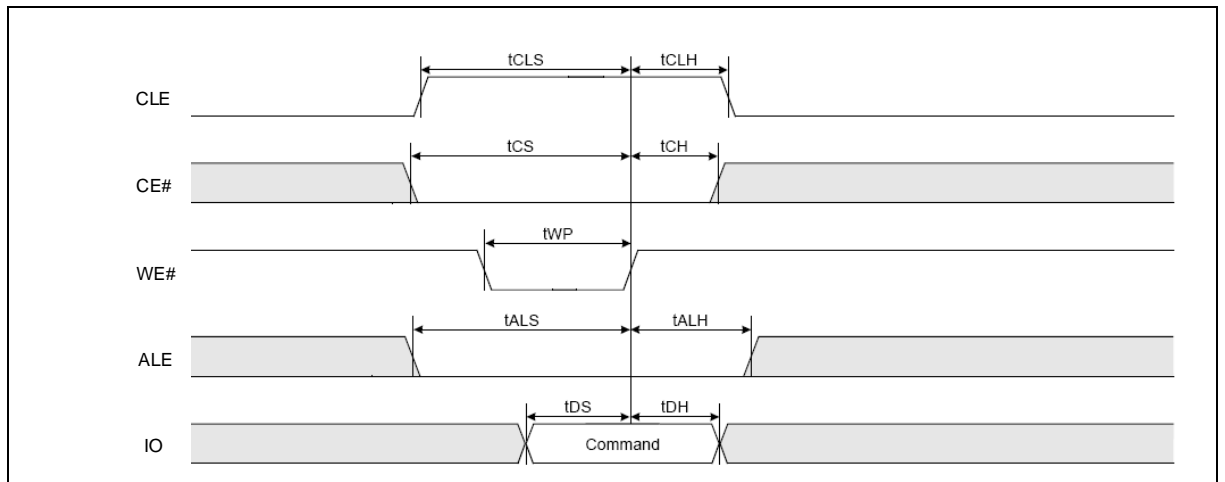 tCLS tCLH
CLE
tCS tCH
CE#
tWP
WE#
tALS tALH
ALE
tDS tDH
IO Command